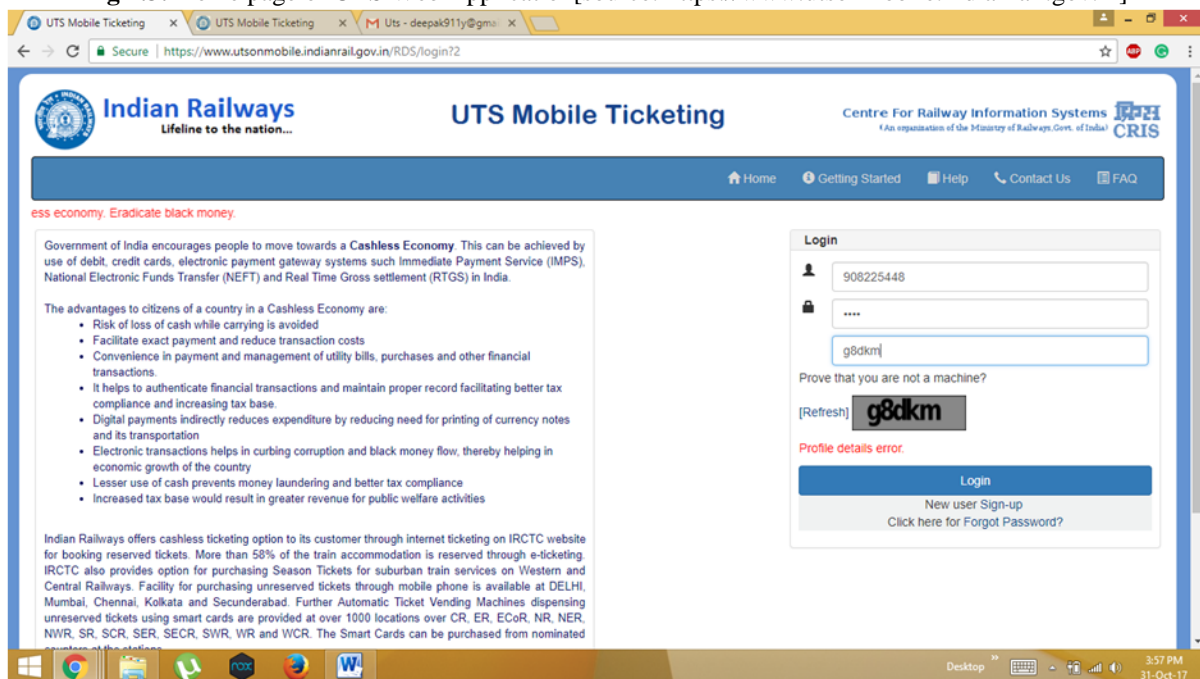 UTS Mobile Ticketing
UTS Mobile Ticketing
Uts - deepak911y@gmai
Secure | https://www.utsonmobile.indianrail.gov.in/RDS/login?2
ABP
Indian Railways
Lifeline to the nation...
UTS Mobile Ticketing
Centre For Railway Information Systems
(An organization of the Ministry of Railways, Govt. of India)
CRIS
Home Getting Started Help Contact Us FAQ
ess economy. Eradicate black money.
Government of India encourages people to move towards a Cashless Economy. This can be achieved by
use of debit, credit cards, electronic payment gateway systems such Immediate Payment Service (IMPS),
National Electronic Funds Transfer (NEFT) and Real Time Gross settlement (RTGS) in India.
The advantages to citizens of a country in a Cashless Economy are:
• Risk of loss of cash while carrying is avoided
• Facilitate exact payment and reduce transaction costs
• Convenience in payment and management of utility bills, purchases and other financial
transactions.
• It helps to authenticate financial transactions and maintain proper record facilitating better tax
compliance and increasing tax base.
• Digital payments indirectly reduces expenditure by reducing need for printing of currency notes
and its transportation
• Electronic transactions helps in curbing corruption and black money flow, thereby helping in
economic growth of the country
• Lesser use of cash prevents money laundering and better tax compliance
• Increased tax base would result in greater revenue for public welfare activities
Indian Railways offers cashless ticketing option to its customer through internet ticketing on IRCTC website
for booking reserved tickets. More than 58% of the train accommodation is reserved through e-ticketing.
IRCTC also provides option for purchasing Season Tickets for suburban train services on Western and
Central Railways. Facility for purchasing unreserved tickets through mobile phone is available at DELHI,
Mumbai, Chennai, Kolkata and Secunderabad. Further Automatic Ticket Vending Machines dispensing
unreserved tickets using smart cards are provided at over 1000 locations over CR, ER, ECoR, NR, NER,
NWR, SR, SCR, SER, SECR, SWR, WR and WCR. The Smart Cards can be purchased from nominated
Login
908225448
....
g8dkm
Prove that you are not a machine?
[Refresh] g8dkm
Profile details error.
Login
New user Sign-up
Click here for Forgot Password?
Desktop
3:57 PM
31-Oct-17